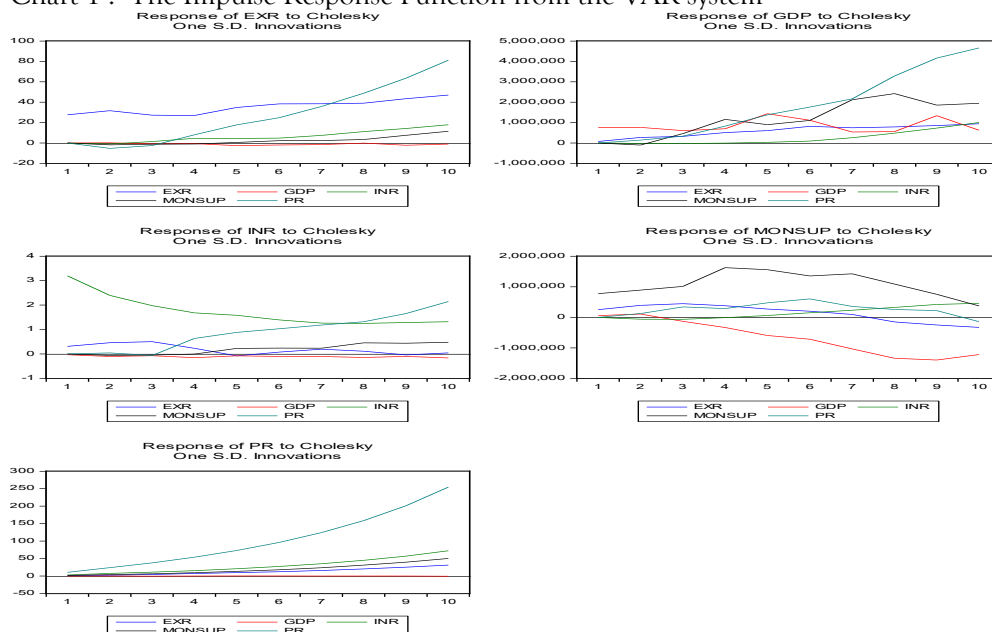 Chart 1 : The Impulse Response Function from the VAR system
Response of EXR to Cholesky
One S.D. Innovations
100
80
60
40
20
0
-20
1 2 3 4 5 6 7 8 9 10
EXR GDP INR
MONSUP PR
Response of GDP to Cholesky
One S.D. Innovations
5,000,000
4,000,000
3,000,000
2,000,000
1,000,000
0
-1,000,000
1 2 3 4 5 6 7 8 9 10
EXR GDP INR
MONSUP PR
Response of INR to Cholesky
One S.D. Innovations
4
3
2
1
0
-1
1 2 3 4 5 6 7 8 9 10
EXR GDP INR
MONSUP PR
Response of MONSUP to Cholesky
One S.D. Innovations
2,000,000
1,000,000
0
-1,000,000
-2,000,000
1 2 3 4 5 6 7 8 9 10
EXR GDP INR
MONSUP PR
Response of PR to Cholesky
One S.D. Innovations
300
250
200
150
100
50
0
-50
1 2 3 4 5 6 7 8 9 10
EXR GDP INR
MONSUP PR